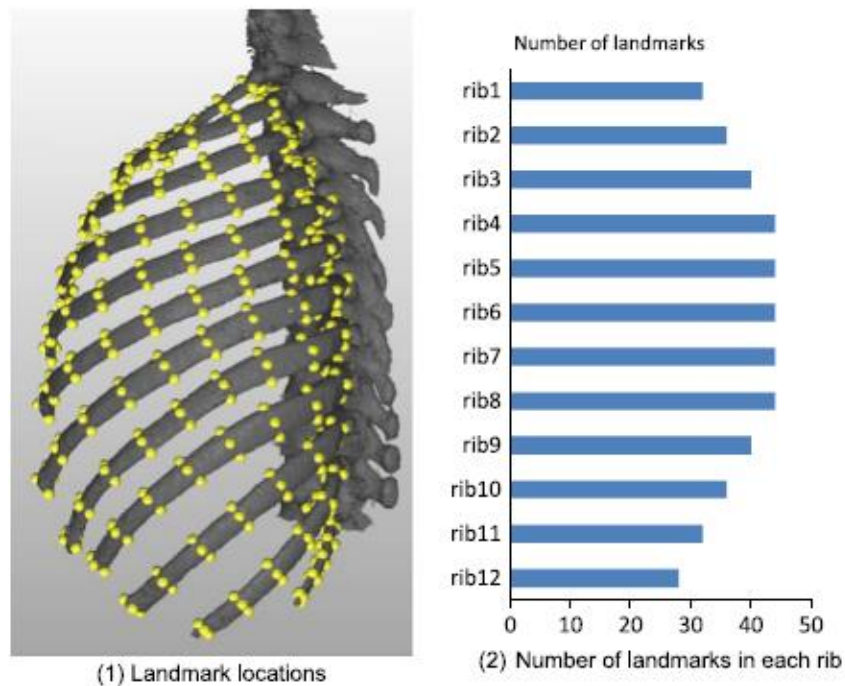 Number of landmarks
rib1
rib2
rib3
rib4
rib5
rib6
rib7
rib8
rib9
rib10
rib11
rib12
0 10 20 30 40 50
(1) Landmark locations
(2) Number of landmarks in each rib